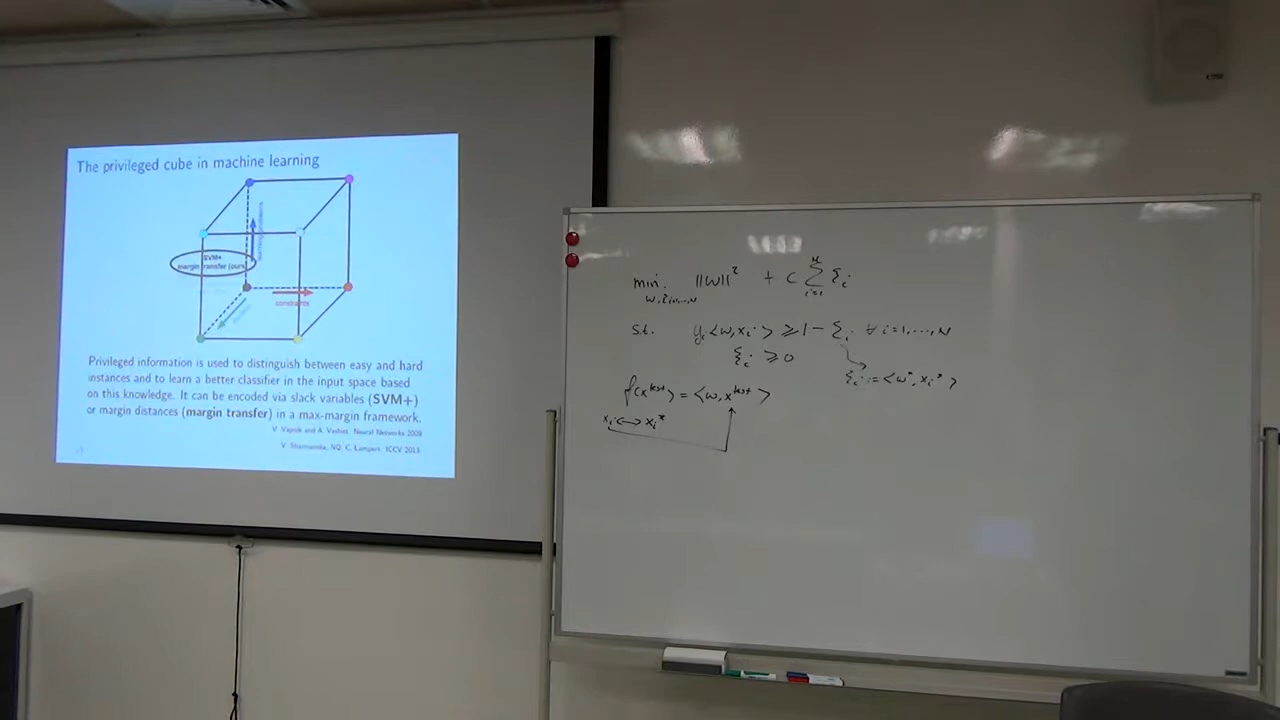 The privileged cube in machine learning
SVM+
margin transfer (ours)
constraints
Privileged information is used to distinguish between easy and hard
instances and to learn a better classifier in the input space based
on this knowledge. It can be encoded via slack variables (SVM+)
or margin distances (margin transfer) in a max-margin framework.
V. Vapnik and A. Vashist. Neural Networks 2009
V. Sharmanska, NQ, C. Lampert. ICCV 2013
min ||w||² + C Σ ξᵢ
i=1
N
s.t. yᵢ<w,xᵢ> ≥ 1 - ξᵢ ∀ i=1,...,N
ξᵢ ≥ 0
ξᵢ := <w*, xᵢ*>
f(x^test) = <w, x^test>
xᵢ ↔ xᵢ*